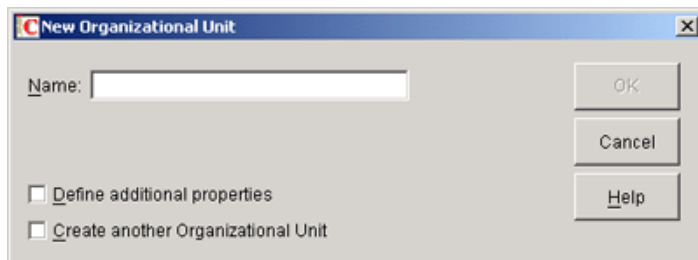 C New Organizational Unit
Name:
OK
Cancel
Define additional properties
Help
Create another Organizational Unit